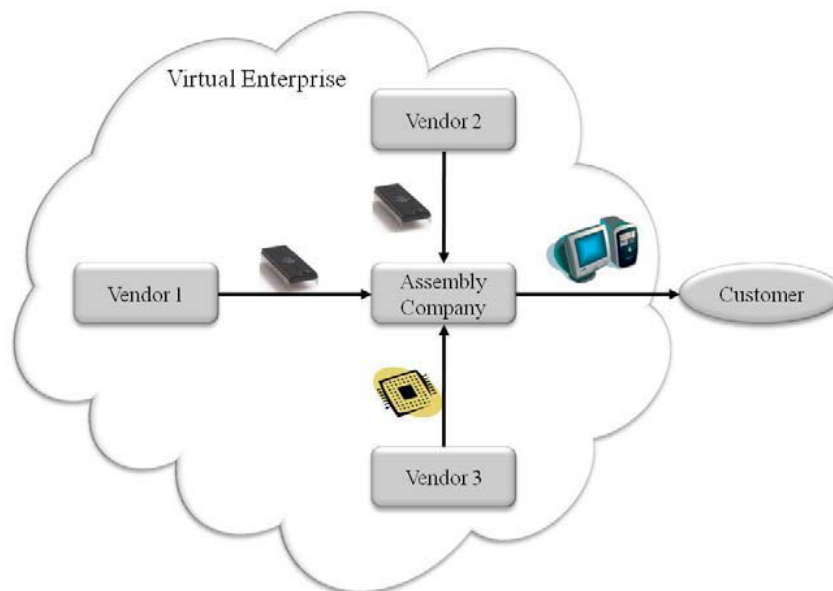 Virtual Enterprise
Vendor 2
Vendor 1
Assembly
Company
Customer
Vendor 3